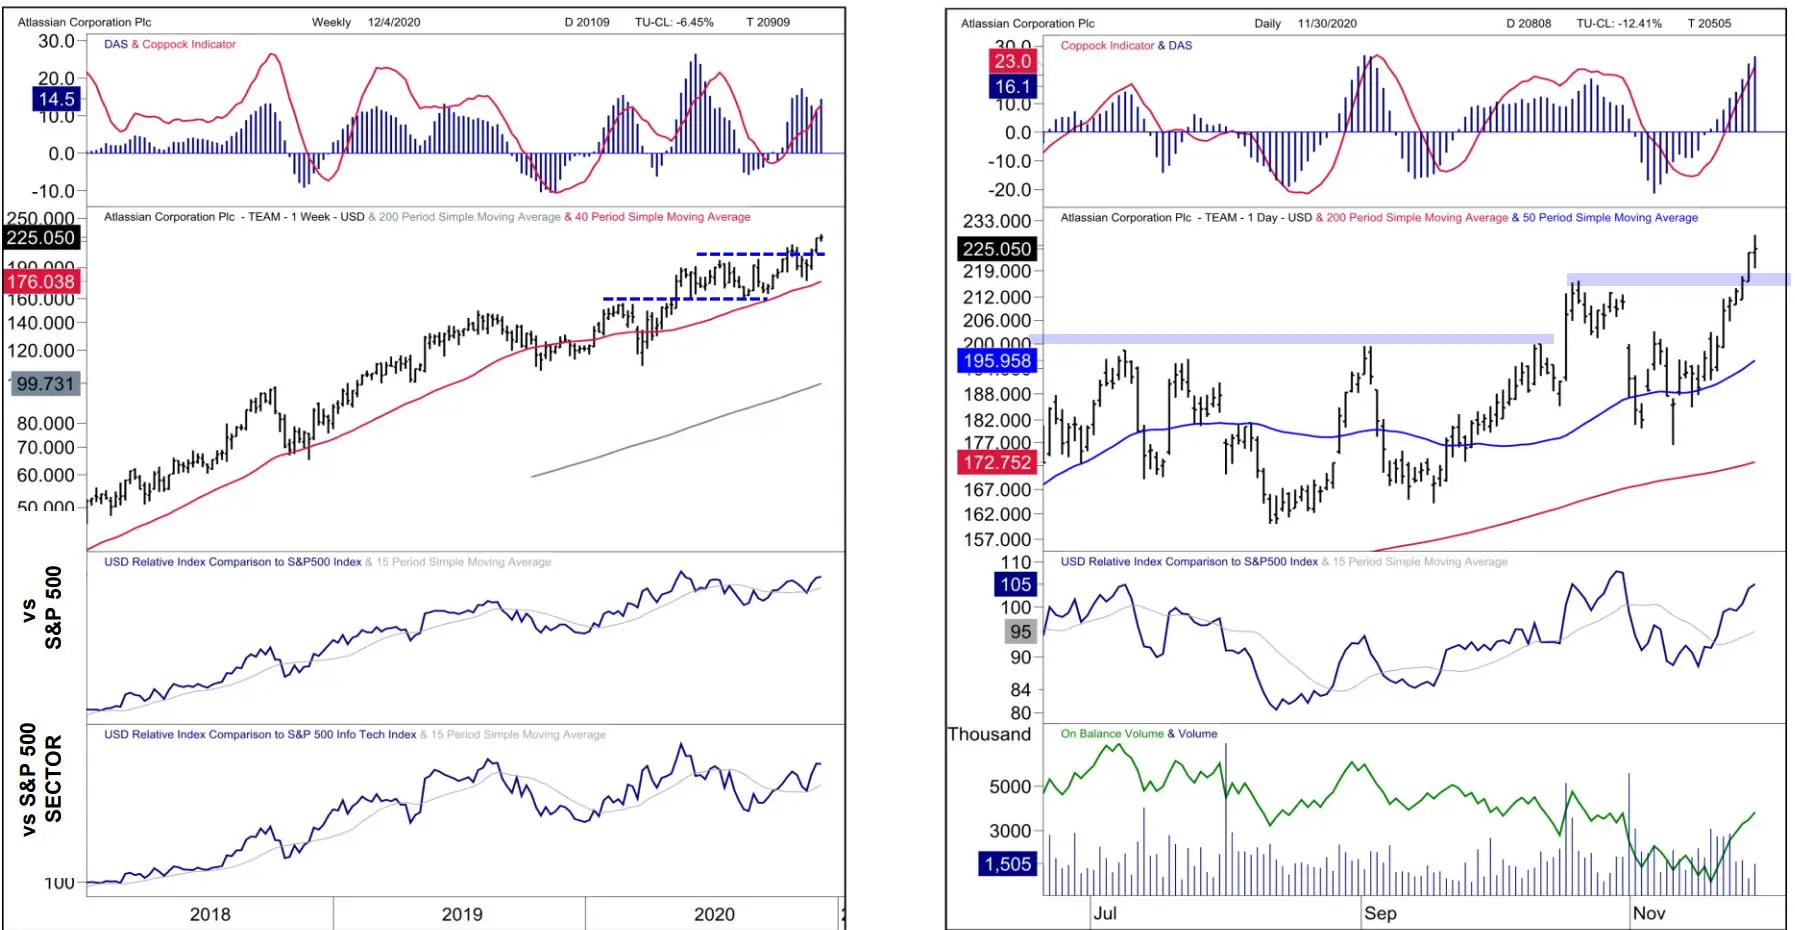 Atlassian Corporation Plc Weekly 12/4/2020 D 20109 TU-CL: -6.45% T 20909
DAS & Coppock Indicator
30.0
20.0
14.5
10.0
0.0
-10.0
Atlassian Corporation Plc - TEAM - 1 Week - USD & 200 Period Simple Moving Average & 40 Period Simple Moving Average
250.000
225.050
190.000
176.038
160.000
140.000
120.000
99.731
80.000
70.000
60.000
50.000
vs
S&P 500
USD Relative Index Comparison to S&P500 Index & 15 Period Simple Moving Average
vs S&P 500
SECTOR
USD Relative Index Comparison to S&P 500 Info Tech Index & 15 Period Simple Moving Average
100
2018 2019 2020
Atlassian Corporation Plc Daily 11/30/2020 D 20808 TU-CL: -12.41% T 20505
Coppock Indicator & DAS
30.0
23.0
16.1
10.0
0.0
-10.0
-20.0
Atlassian Corporation Plc - TEAM - 1 Day - USD & 200 Period Simple Moving Average & 50 Period Simple Moving Average
233.000
225.050
219.000
212.000
206.000
200.000
195.958
188.000
182.000
177.000
172.752
167.000
162.000
157.000
USD Relative Index Comparison to S&P500 Index & 15 Period Simple Moving Average
110
105
100
95
90
84
80
Thousand
On Balance Volume & Volume
5000
3000
1,505
Jul Sep Nov